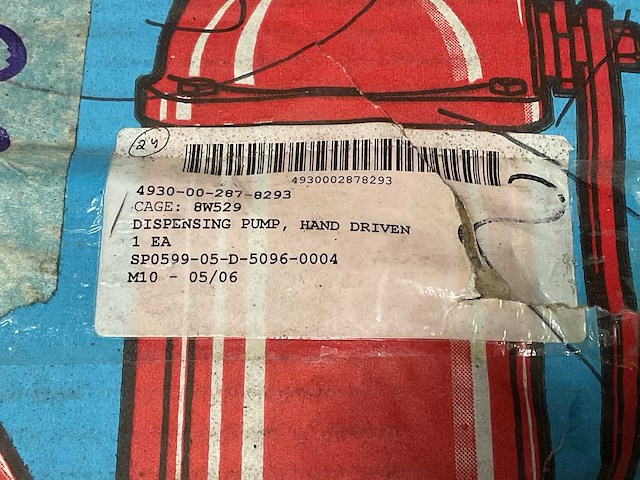 24
4930002878293
4930-00-287-8293
CAGE: 8W529
DISPENSING PUMP, HAND DRIVEN
1 EA
SP0599-05-D-5096-0004
M10 - 05/06